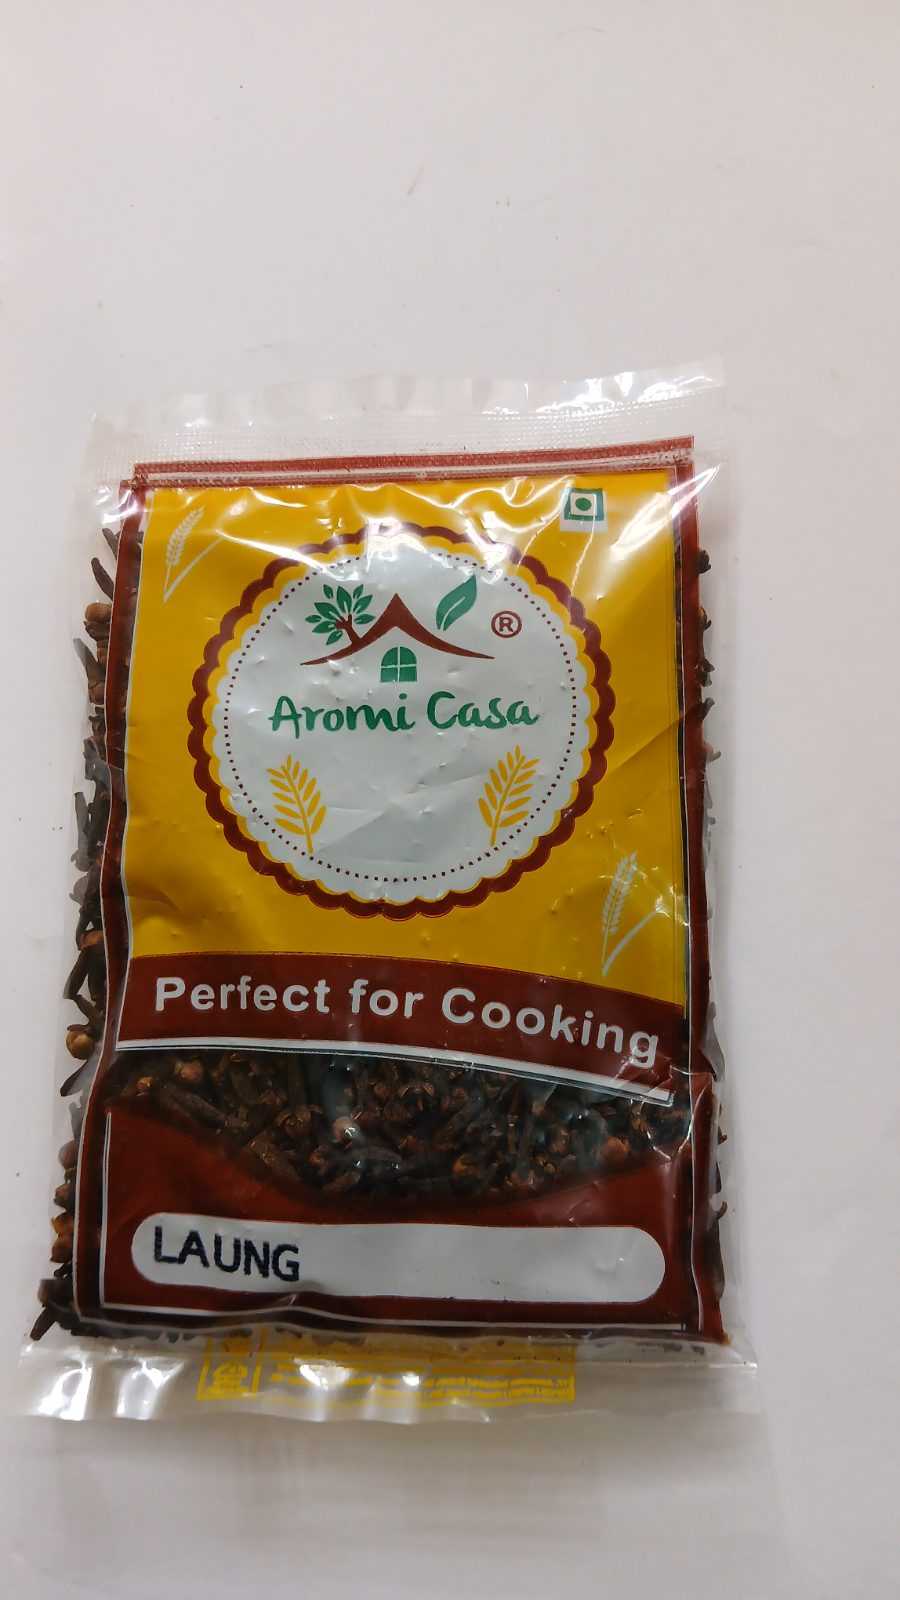 ®
Aromi Casa
Perfect for Cooking
LAUNG